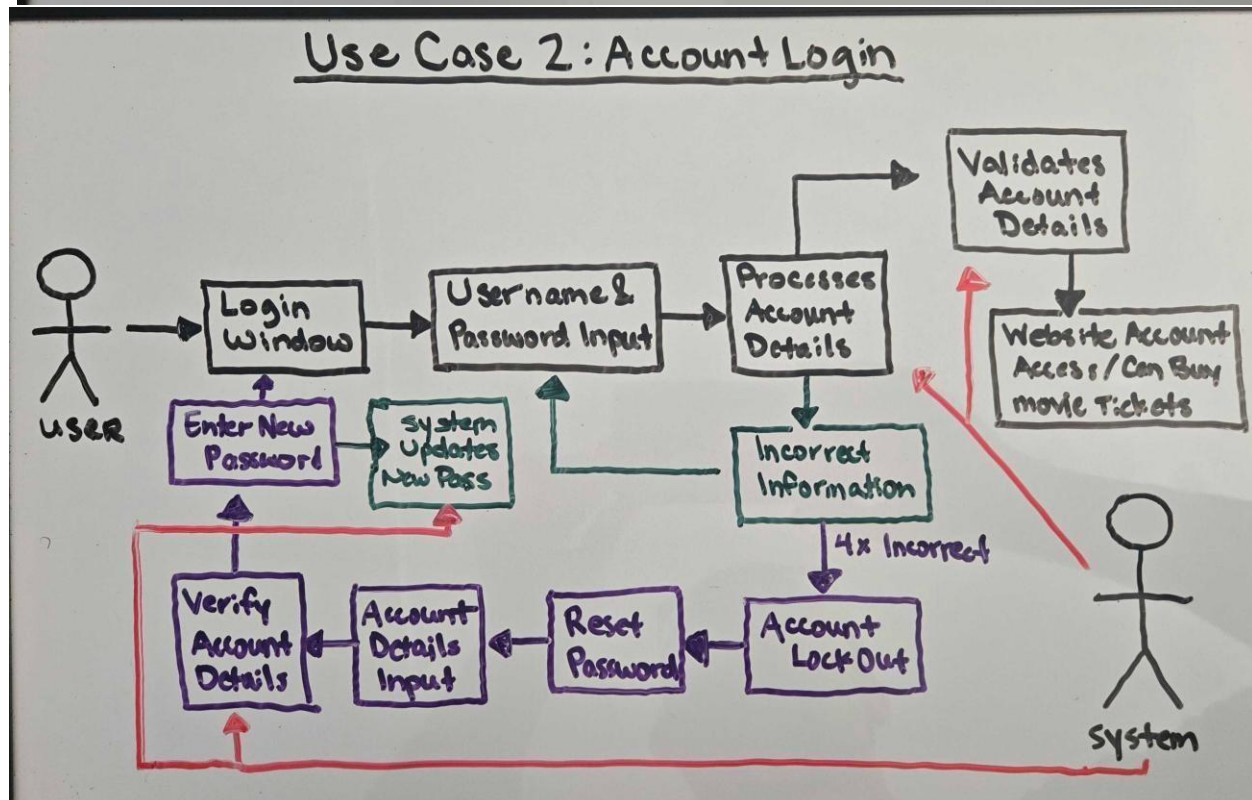 Use Case 2: Account Login
Validates
Account
Details
Processes
Account
Details
Username &
Password Input
Login
Window
user
Website Account
Access/Can Buy
movie Tickets
Enter New
Password
System
Updates
New Pass
Incorrect
Information
4x Incorrect
Verify
Account
Details
Account
Details
Input
Reset
Password
Account
Lock Out
system